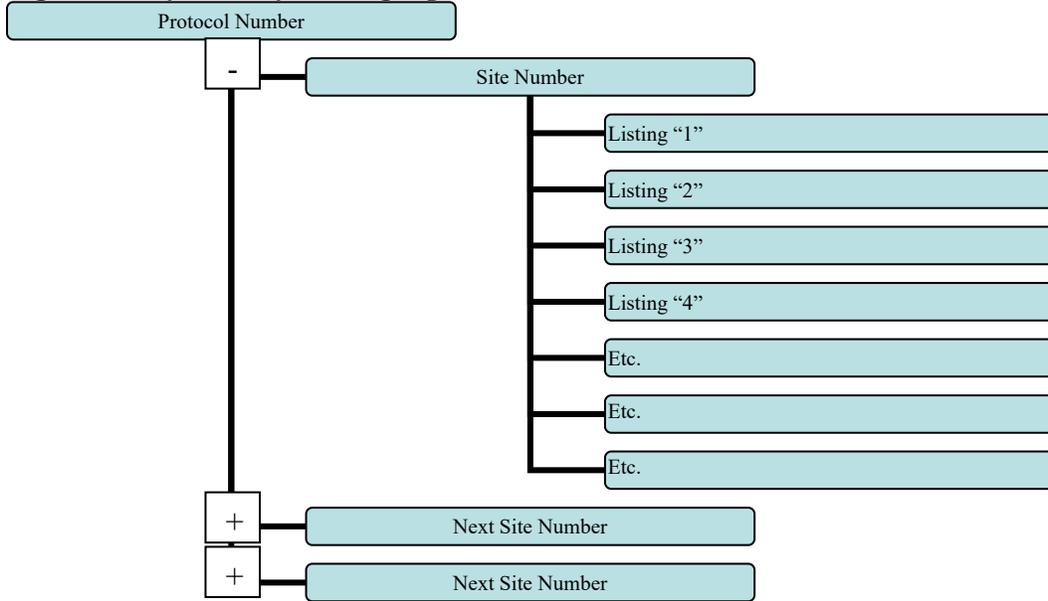 Protocol Number
-
Site Number
Listing “1”
Listing “2”
Listing “3”
Listing “4”
Etc.
Etc.
Etc.
+
Next Site Number
+
Next Site Number